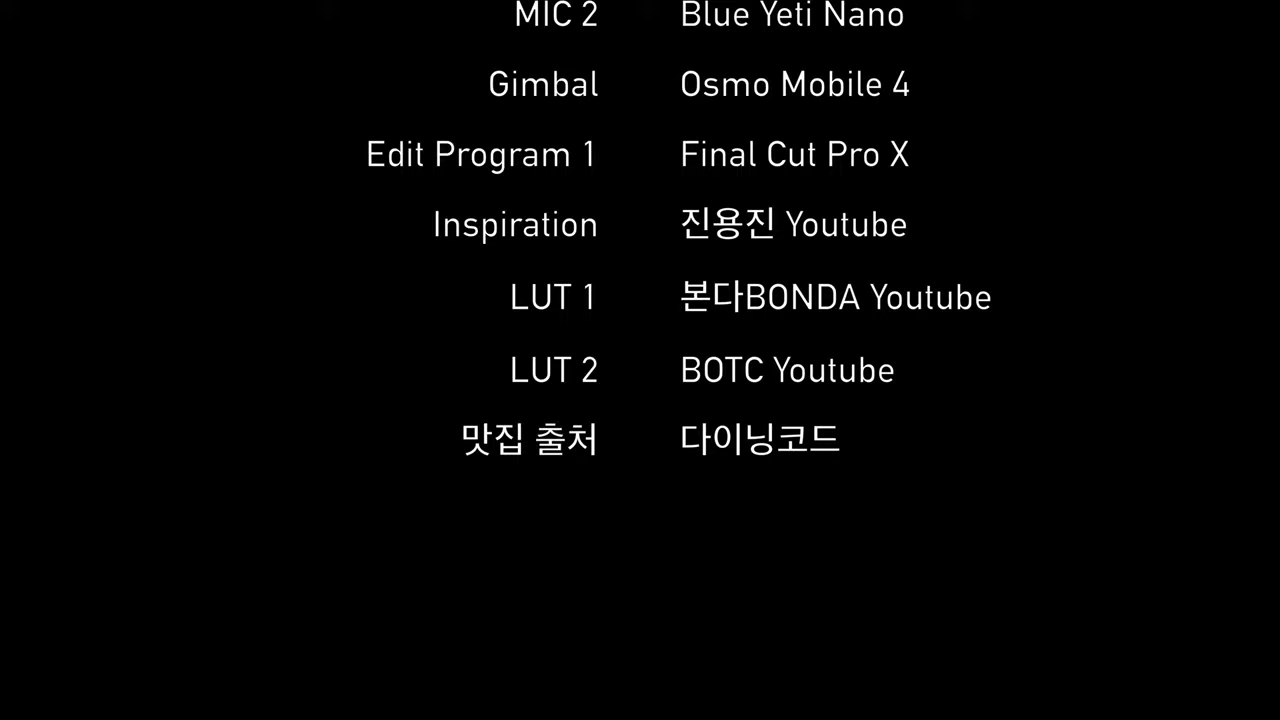 MIC 2 Blue Yeti Nano
Gimbal Osmo Mobile 4
Edit Program 1 Final Cut Pro X
Inspiration 진용진 Youtube
LUT 1 본다BONDA Youtube
LUT 2 BOTC Youtube
맛집 출처 다이닝코드